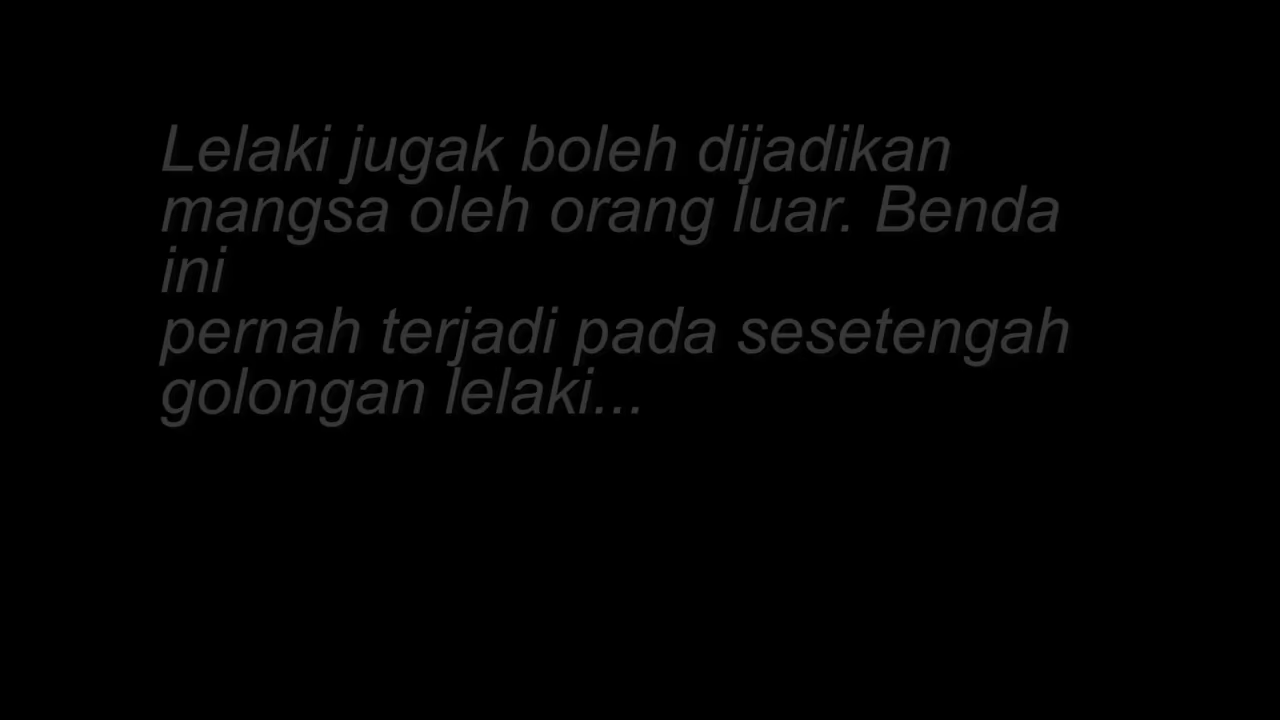 Lelaki jugak boleh dijadikan
mangsa oleh orang luar. Benda
ini
pernah terjadi pada sesetengah
golongan lelaki...